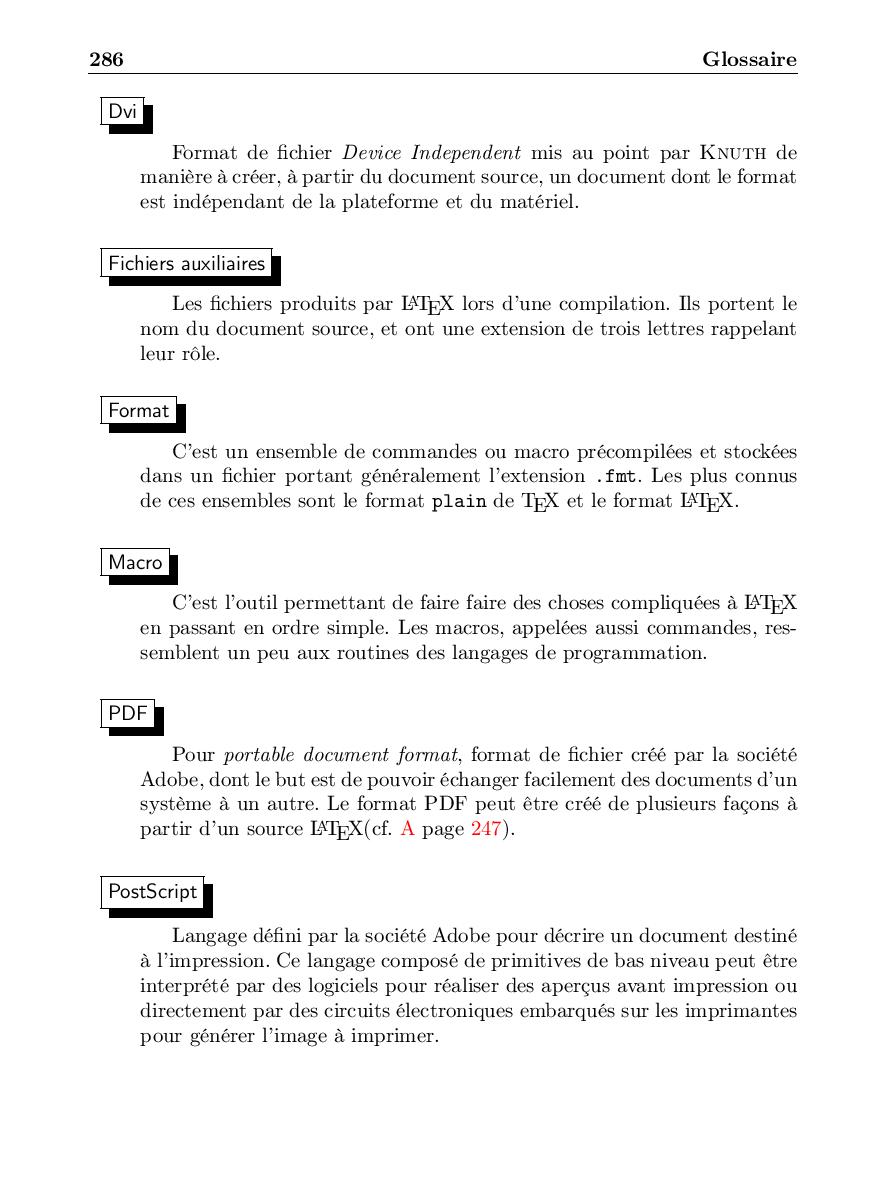 286 Glossaire
Dvi
Format de fichier Device Independent mis au point par KNUTH de
manière à créer, à partir du document source, un document dont le format
est indépendant de la plateforme et du matériel.
Fichiers auxiliaires
Les fichiers produits par LATEX lors d'une compilation. Ils portent le
nom du document source, et ont une extension de trois lettres rappelant
leur rôle.
Format
C'est un ensemble de commandes ou macro précompilées et stockées
dans un fichier portant généralement l'extension .fmt. Les plus connus
de ces ensembles sont le format plain de TEX et le format LATEX.
Macro
C'est l'outil permettant de faire faire des choses compliquées à LATEX
en passant en ordre simple. Les macros, appelées aussi commandes, res-
semblent un peu aux routines des langages de programmation.
PDF
Pour portable document format, format de fichier créé par la société
Adobe, dont le but est de pouvoir échanger facilement des documents d'un
système à un autre. Le format PDF peut être créé de plusieurs façons à
partir d'un source LATEX(cf. A page 247).
PostScript
Langage défini par la société Adobe pour décrire un document destiné
à l'impression. Ce langage composé de primitives de bas niveau peut être
interprété par des logiciels pour réaliser des aperçus avant impression ou
directement par des circuits électroniques embarqués sur les imprimantes
pour générer l'image à imprimer.